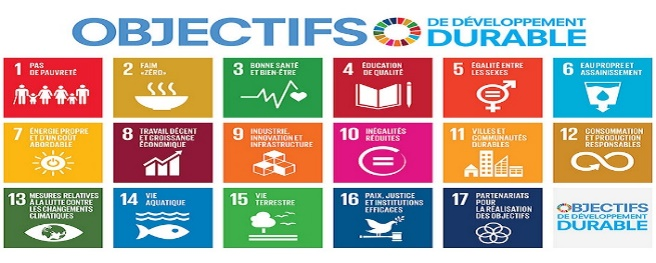 OBJECTIFS DE DÉVELOPPEMENT
DURABLE
1 PAS
DE PAUVRETÉ
2 FAIM
«ZÉRO»
3 BONNE SANTÉ
ET BIEN-ÊTRE
4 ÉDUCATION
DE QUALITÉ
5 ÉGALITÉ ENTRE
LES SEXES
6 EAU PROPRE ET
ASSAINISSEMENT
7 ÉNERGIE PROPRE
ET D'UN COÛT
ABORDABLE
8 TRAVAIL DÉCENT
ET CROISSANCE
ÉCONOMIQUE
9 INDUSTRIE,
INNOVATION ET
INFRASTRUCTURE
10 INÉGALITÉS
RÉDUITES
11 VILLES ET
COMMUNAUTÉS
DURABLES
12 CONSOMMATION
ET PRODUCTION
RESPONSABLES
13 MESURES RELATIVES
À LA LUTTE CONTRE
LES CHANGEMENTS
CLIMATIQUES
14 VIE
AQUATIQUE
15 VIE
TERRESTRE
16 PAIX, JUSTICE
ET INSTITUTIONS
EFFICACES
17 PARTENARIATS
POUR
LA RÉALISATION
DES OBJECTIFS
OBJECTIFS
DE DÉVELOPPEMENT
DURABLE